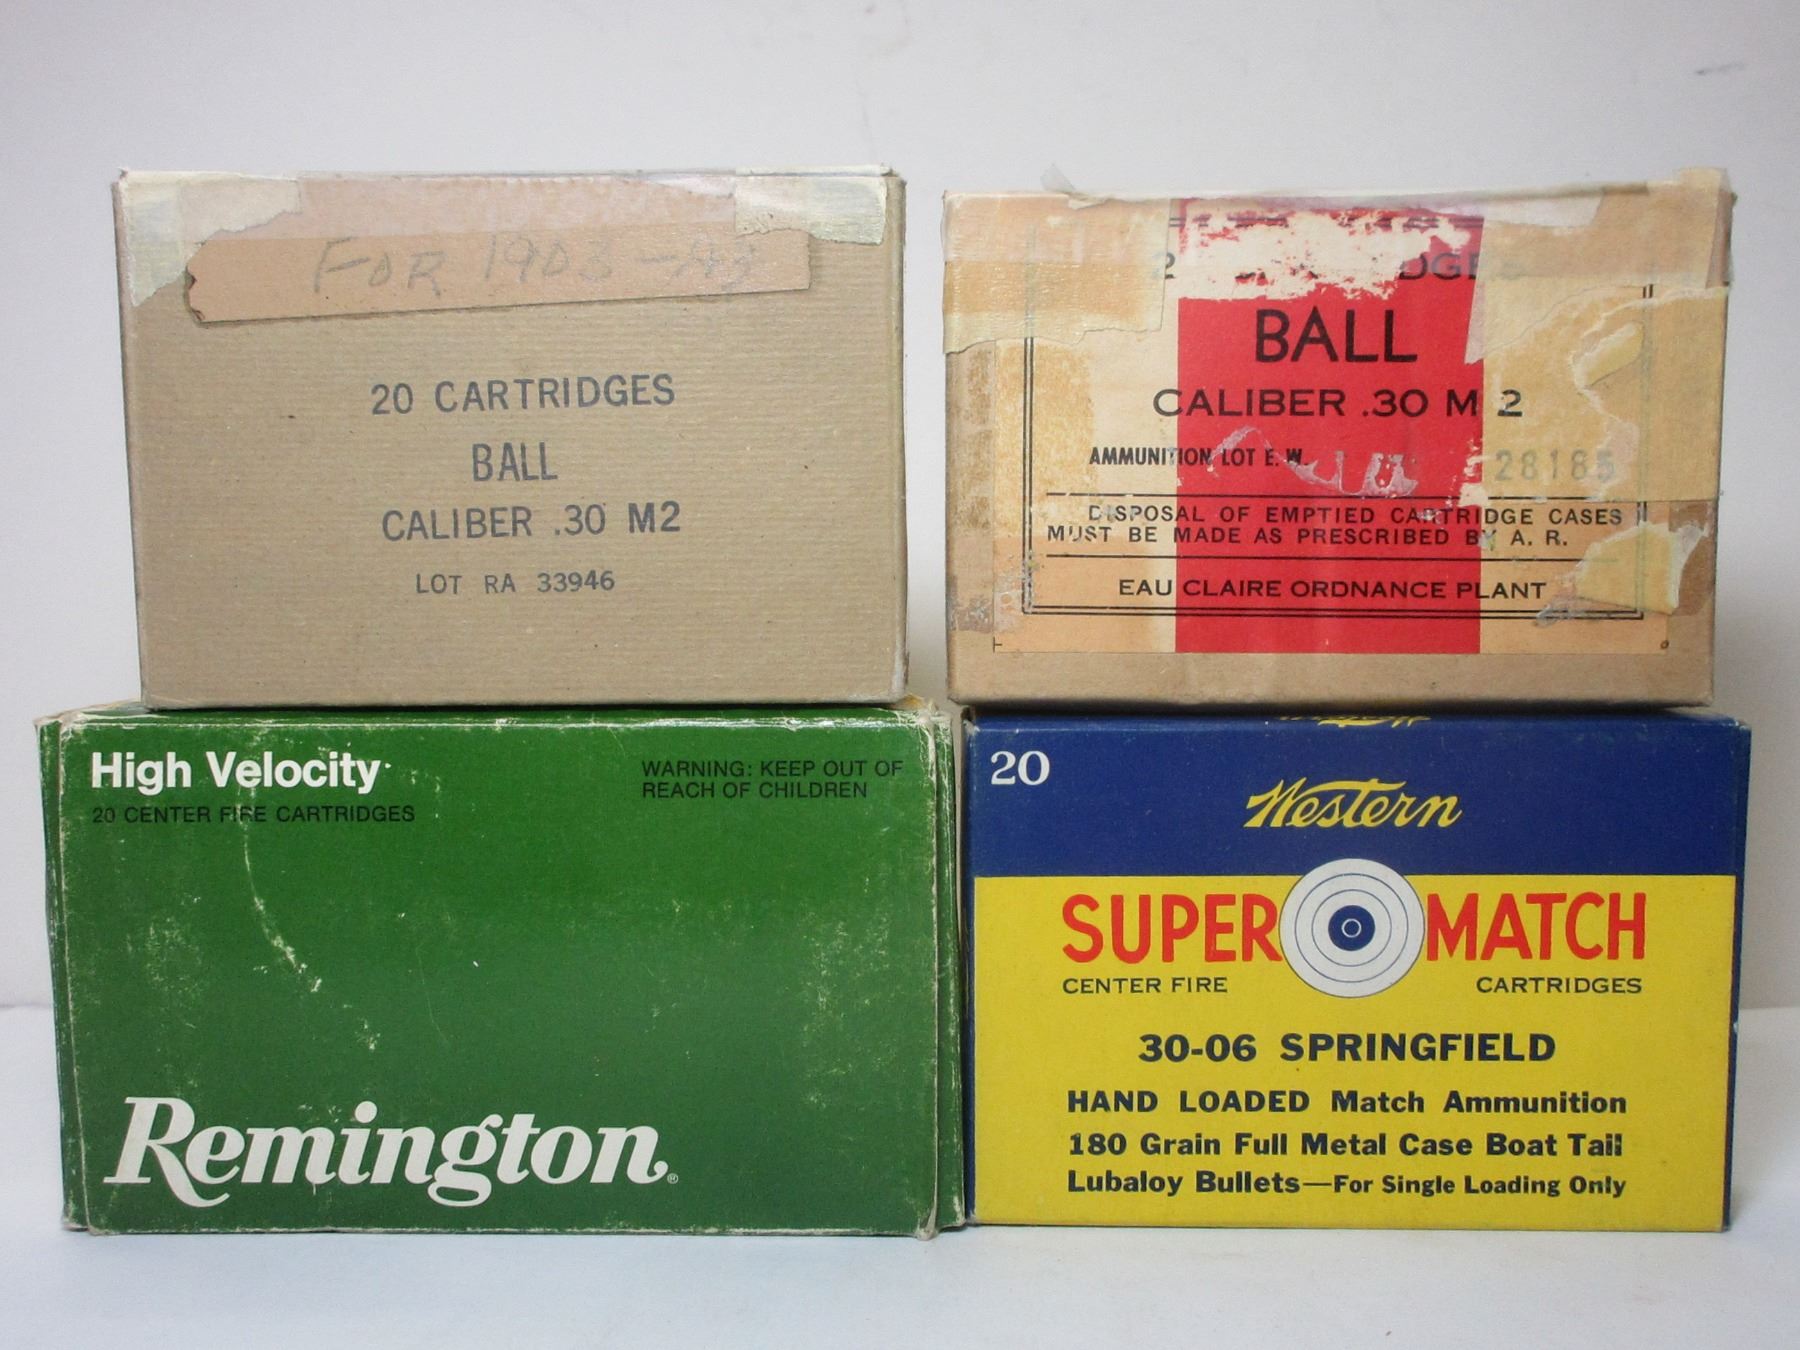 FOR 1903-A3
20 CARTRIDGES
BALL
CALIBER .30 M2
LOT RA 33946
BALL
CALIBER .30 M 2
AMMUNITION LOT E. W. 28185
DISPOSAL OF EMPTIED CARTRIDGE CASES
MUST BE MADE AS PRESCRIBED BY A. R.
EAU CLAIRE ORDNANCE PLANT
High Velocity
20 CENTER FIRE CARTRIDGES
WARNING: KEEP OUT OF
REACH OF CHILDREN
Remington®
20
Western
SUPER MATCH
CENTER FIRE CARTRIDGES
30-06 SPRINGFIELD
HAND LOADED Match Ammunition
180 Grain Full Metal Case Boat Tail
Lubaloy Bullets—For Single Loading Only